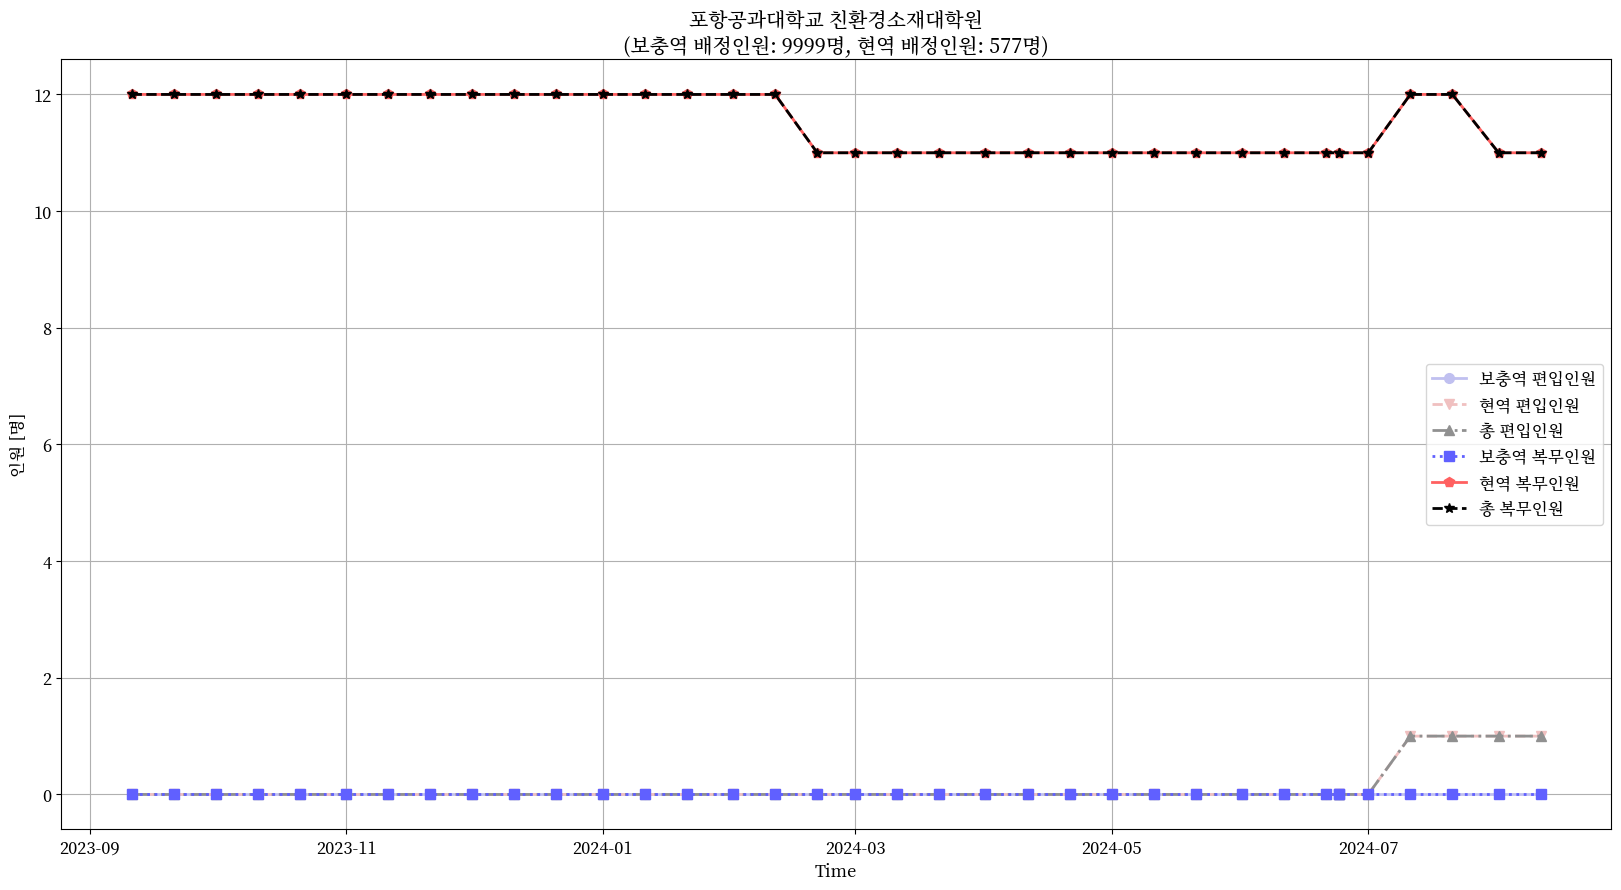 포항공과대학교 친환경소재대학원
(보충역 배정인원: 9999명, 현역 배정인원: 577명)
12
10
8
6
4
2
0
인원 [명]
보충역 편입인원
현역 편입인원
총 편입인원
보충역 복무인원
현역 복무인원
총 복무인원
2023-09
2023-11
2024-01
2024-03
2024-05
2024-07
Time